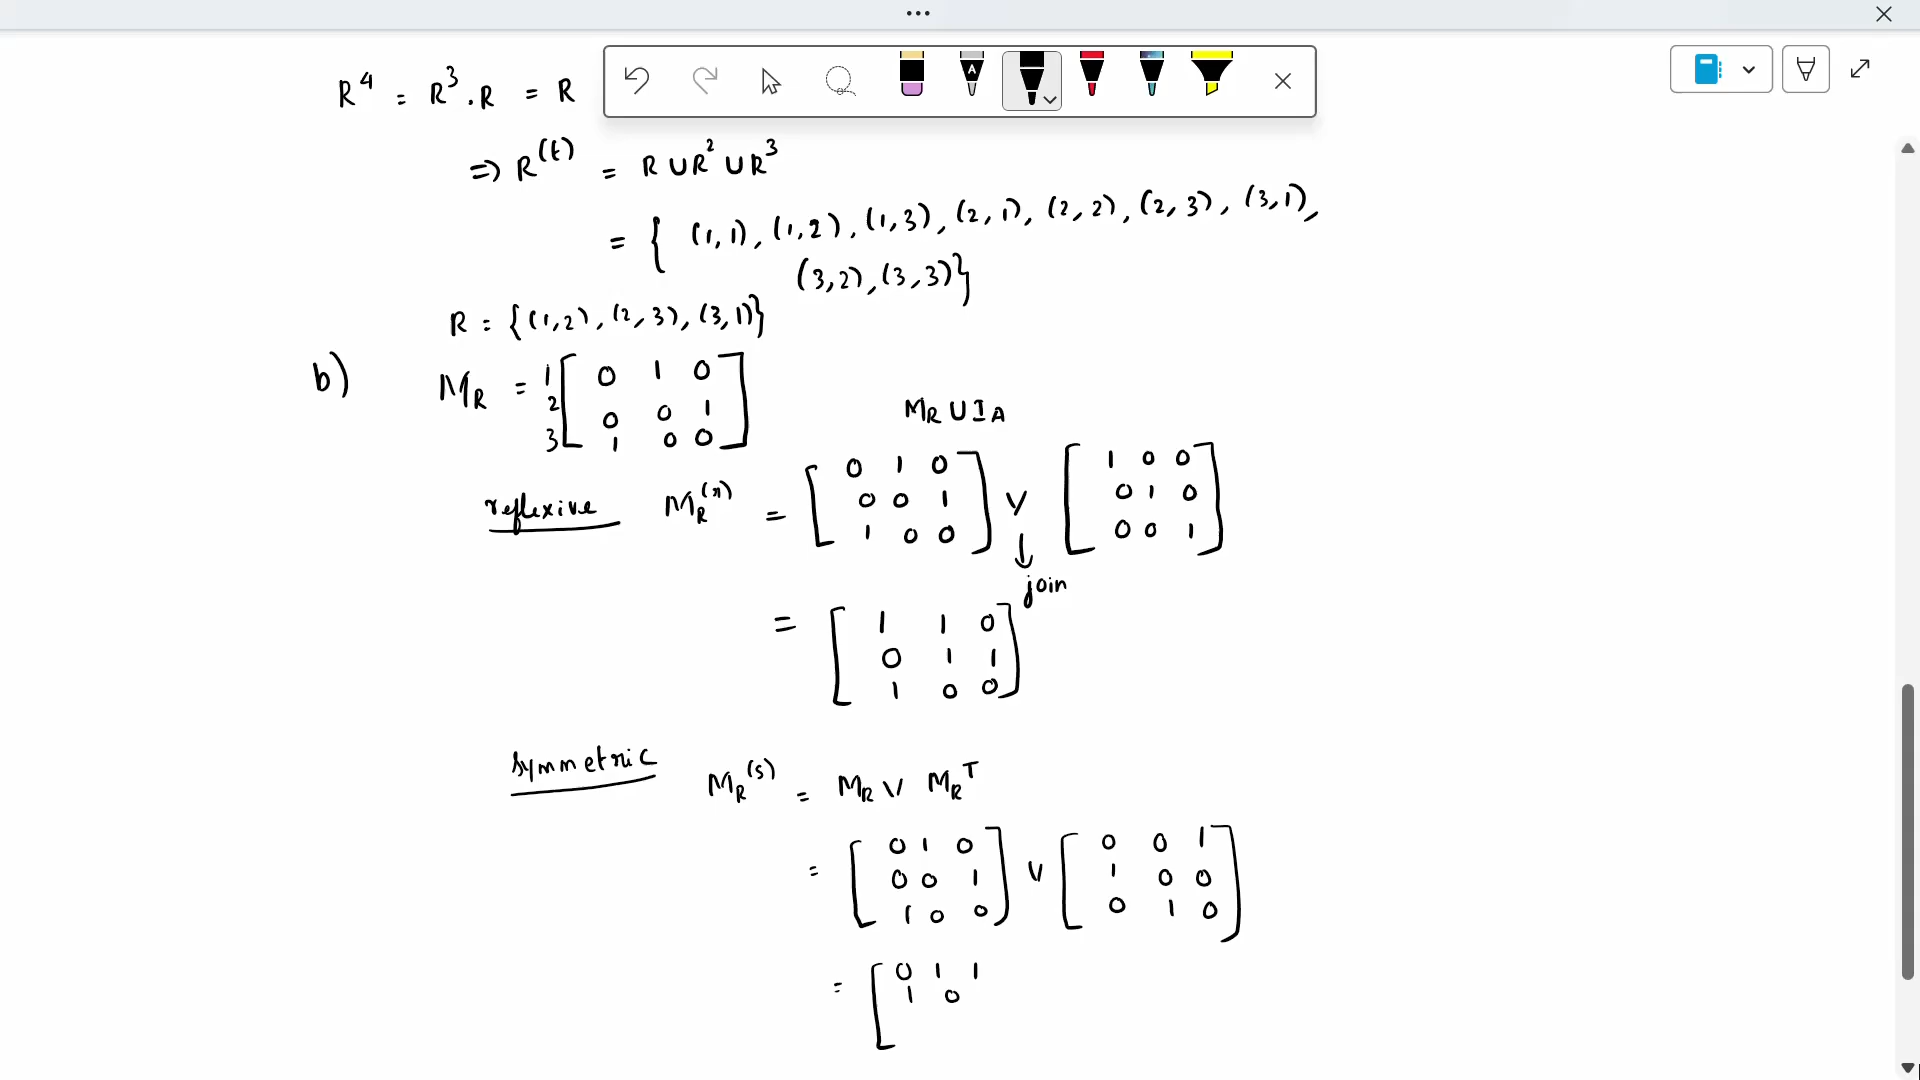 R⁴ = R³ . R = R
⇒ R⁽ᵗ⁾ = R ∪ R² ∪ R³
= { (1,1), (1,2), (1,3), (2,1), (2,2), (2,3), (3,1),
(3,2), (3,3)}
R = {(1,2), (2,3), (3,1)}
b) M_R = 1 [ 0 1 0 ]
2 [ 0 0 1 ]
3 [ 1 0 0 ]
M_R ∪ I_A
reflexive M_R^(r) = [ 0 1 0 ] ∨ [ 1 0 0 ]
[ 0 0 1 ] [ 0 1 0 ]
[ 1 0 0 ] [ 0 0 1 ]
↓
join
= [ 1 1 0 ]
[ 0 1 1 ]
[ 1 0 0 ]
Symmetric M_R^(s) = M_R ∨ M_R^T
= [ 0 1 0 ] ∨ [ 0 0 1 ]
[ 0 0 1 ] [ 1 0 0 ]
[ 1 0 0 ] [ 0 1 0 ]
= [ 0 1 1
1 0